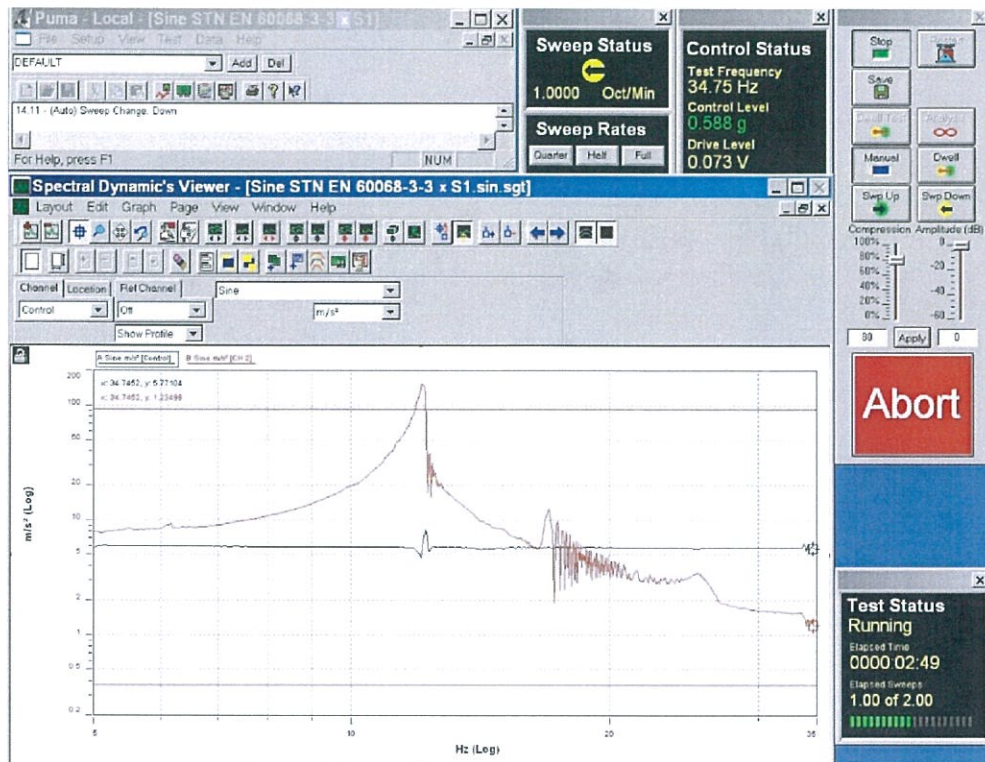 Puma - Local - [Sine STN EN 60068-3-3 x S1]
File Setup View Test Data Help
DEFAULT
Add Del
14.11 - (Auto) Sweep Change: Down
For Help, press F1
NUM
Sweep Status
1.0000 Oct/Min
Sweep Rates
Quarter Half Full
Control Status
Test Frequency
34.75 Hz
Control Level
0.588 g
Drive Level
0.073 V
Stop
Restart
Save
Dwell Test
Analyze
Manual
Dwell
Swp Up
Swp Down
Compression Amplitude (dB)
100%
80%
60%
40%
20%
0%
0
-20
-40
-60
80 Apply 0
Abort
Spectral Dynamic's Viewer - [Sine STN EN 60068-3-3 x S1.sin.sgt]
Layout Edit Graph Page View Window Help
Channel Location Ref Channel
Sine
Control
Off
m/s²
Show Profile
A Sine m/s² [Control]
B Sine m/s² [CH 2]
x: 34.7452, y: 5.77104
x: 34.7452, y: 1.23498
200
100
50
20
10
5
2
1
0.5
0.2
m/s² (Log)
5 10 20 35
Hz (Log)
Test Status
Running
Elapsed Time
0000:02:49
Elapsed Sweeps
1.00 of 2.00